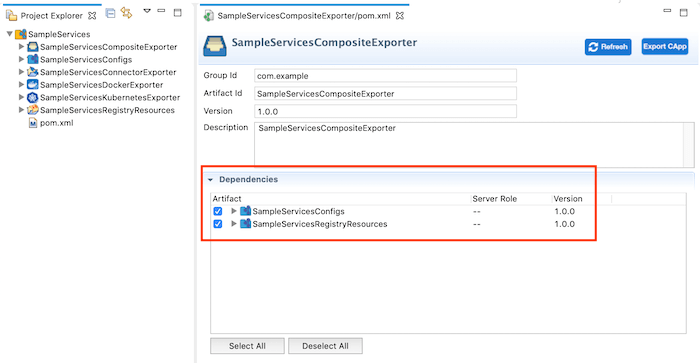 Project Explorer
SampleServices
SampleServicesCompositeExporter
SampleServicesConfigs
SampleServicesConnectorExporter
SampleServicesDockerExporter
SampleServicesKubernetesExporter
SampleServicesRegistryResources
pom.xml
SampleServicesCompositeExporter/pom.xml
SampleServicesCompositeExporter
Refresh Export CApp
Group Id com.example
Artifact Id SampleServicesCompositeExporter
Version 1.0.0
Description SampleServicesCompositeExporter
Dependencies
Artifact Server Role Version
SampleServicesConfigs -- 1.0.0
SampleServicesRegistryResources -- 1.0.0
Select All Deselect All